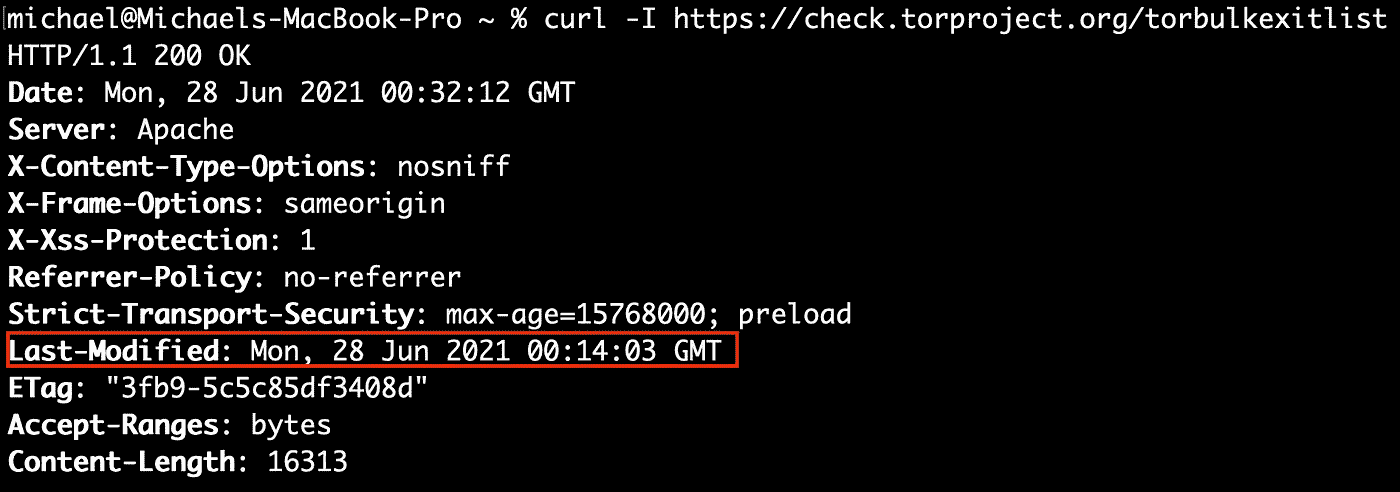 michael@Michaels-MacBook-Pro ~ % curl -I https://check.torproject.org/torbulkexitlist
HTTP/1.1 200 OK
Date: Mon, 28 Jun 2021 00:32:12 GMT
Server: Apache
X-Content-Type-Options: nosniff
X-Frame-Options: sameorigin
X-Xss-Protection: 1
Referrer-Policy: no-referrer
Strict-Transport-Security: max-age=15768000; preload
Last-Modified: Mon, 28 Jun 2021 00:14:03 GMT
ETag: "3fb9-5c5c85df3408d"
Accept-Ranges: bytes
Content-Length: 16313